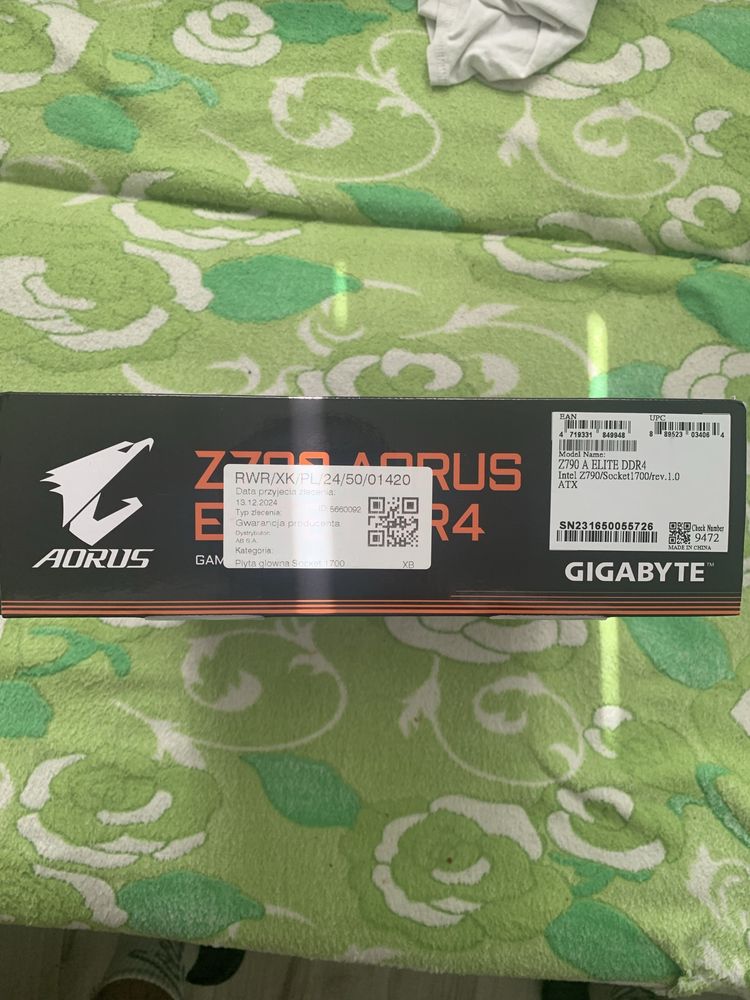 AORUS
Z790 AORUS
E R4
GAM
RWR/XK/PL/24/50/01420
Data przyjęcia zlecenia:
13.12.2024
Typ zlecenia: 5660092
Gwarancja producenta
Dystrybutor:
AB S.A.
Kategoria:
Płyta główna Socket 1700 XB
EAN UPC
4 719331 849948 8 89523 03406 4
Model Name:
Z790 A ELITE DDR4
Intel Z790/Socket1700/rev.1.0
ATX
SN231650055726
Check Number
9472
MADE IN CHINA
GIGABYTE™